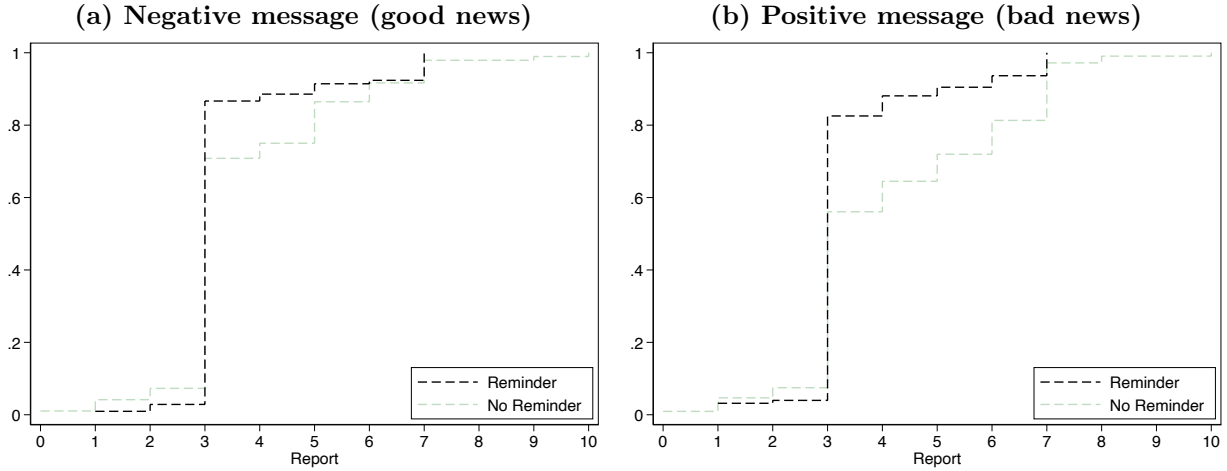 (a) Negative message (good news)
1
.8
.6
.4
.2
0
Reminder
No Reminder
0 1 2 3 4 5 6 7 8 9 10
Report
(b) Positive message (bad news)
1
.8
.6
.4
.2
0
Reminder
No Reminder
0 1 2 3 4 5 6 7 8 9 10
Report